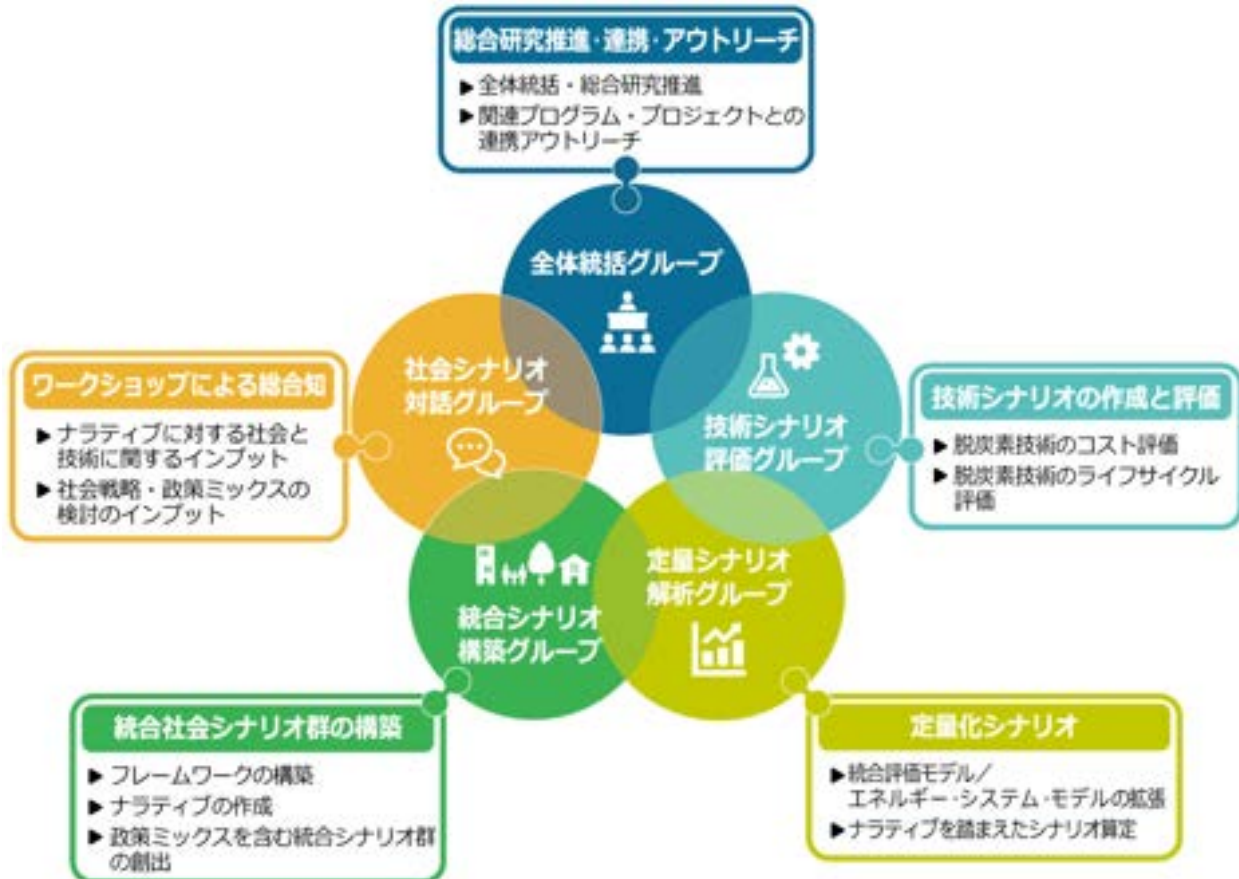 総合研究推進・連携・アウトリーチ
▶全体統括・総合研究推進
▶関連プログラム・プロジェクトとの
連携アウトリーチ
全体統括グループ
社会シナリオ
対話グループ
技術シナリオ
評価グループ
ワークショップによる総合知
▶ナラティブに対する社会と
技術に関するインプット
▶社会戦略・政策ミックスの
検討のインプット
技術シナリオの作成と評価
▶脱炭素技術のコスト評価
▶脱炭素技術のライフサイクル
評価
統合シナリオ
構築グループ
定量シナリオ
解析グループ
統合社会シナリオ群の構築
▶フレームワークの構築
▶ナラティブの作成
▶政策ミックスを含む統合シナリオ群
の創出
定量化シナリオ
▶統合評価モデル／
エネルギー・システム・モデルの拡張
▶ナラティブを踏まえたシナリオ算定